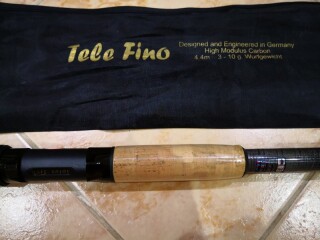 Tele Fino
Designed and Engineered in Germany
High Modulus Carbon
4,4m 3 - 10 g. Wurfgewicht